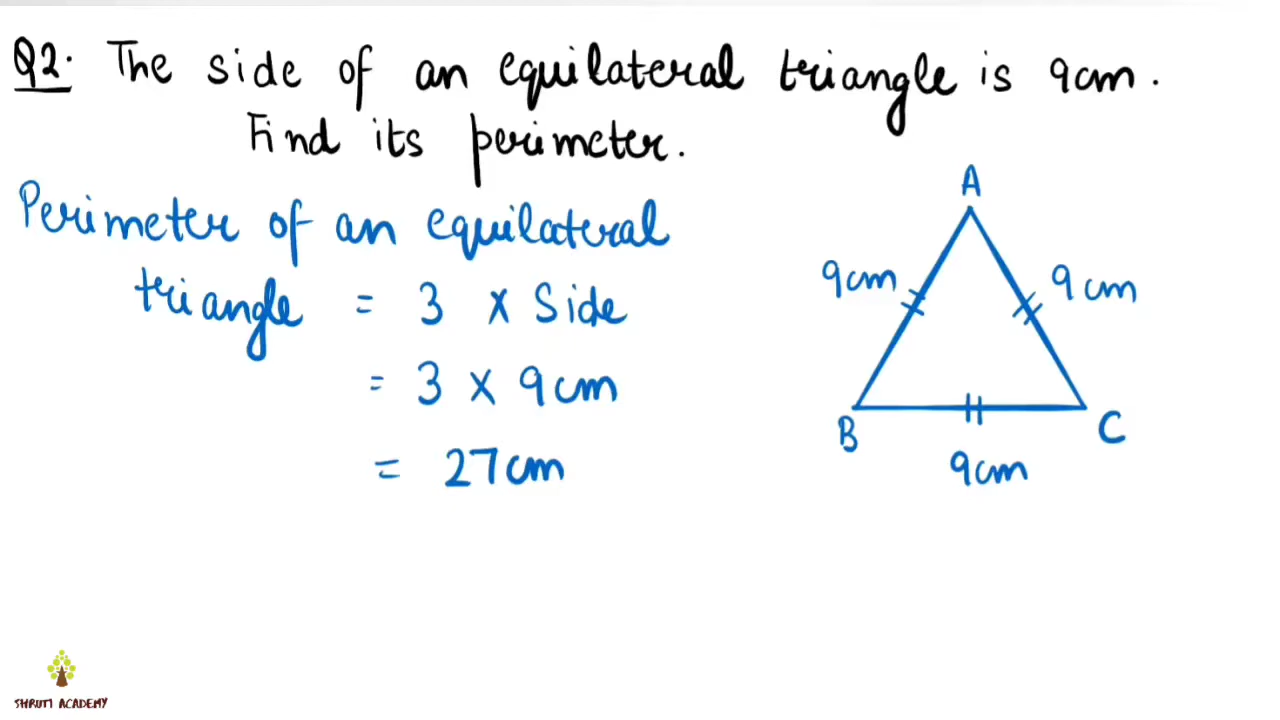 Q2. The side of an equilateral triangle is 9cm.
Find its perimeter.
Perimeter of an equilateral
triangle = 3 × Side
= 3 × 9cm
= 27cm
A
9cm
9cm
B
C
9cm
SHRUTI ACADEMY